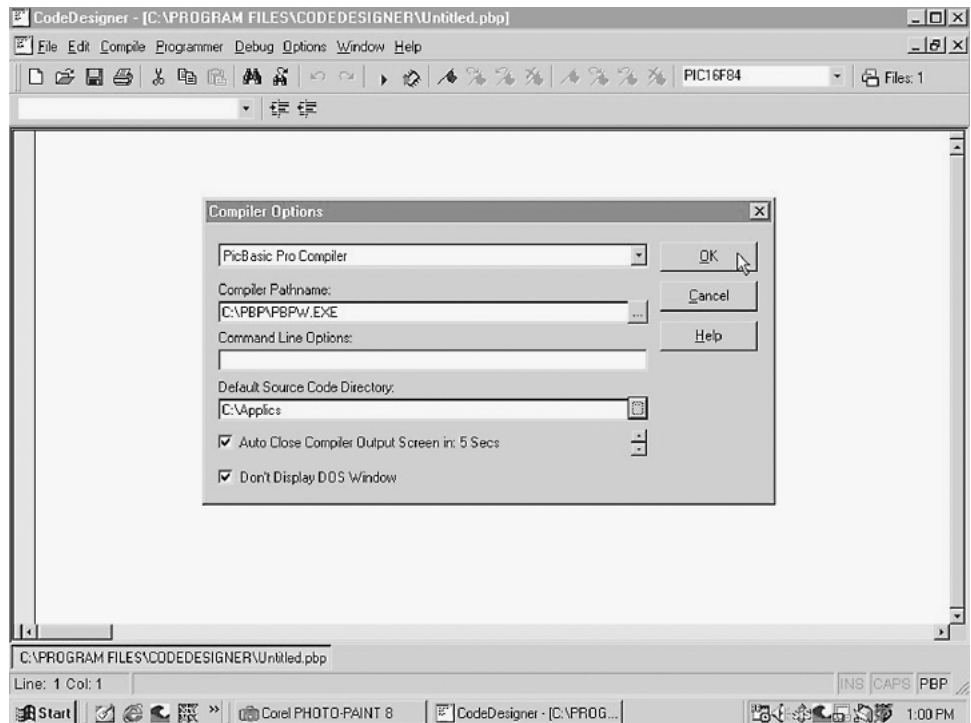 CodeDesigner - [C:\PROGRAM FILES\CODEDESIGNER\Untitled.pbp]
File Edit Compile Programmer Debug Options Window Help
PIC16F84 Files: 1
Compiler Options
PicBasic Pro Compiler OK
Compiler Pathname: Cancel
C:\PBP\PBPW.EXE ...
Command Line Options: Help
Default Source Code Directory:
C:\Applics
Auto Close Compiler Output Screen in: 5 Secs
Don't Display DOS Window
C:\PROGRAM FILES\CODEDESIGNER\Untitled.pbp
Line: 1 Col: 1 INS CAPS PBP
Start » Corel PHOTO-PAINT 8 CodeDesigner - [C:\PROG... 1:00 PM